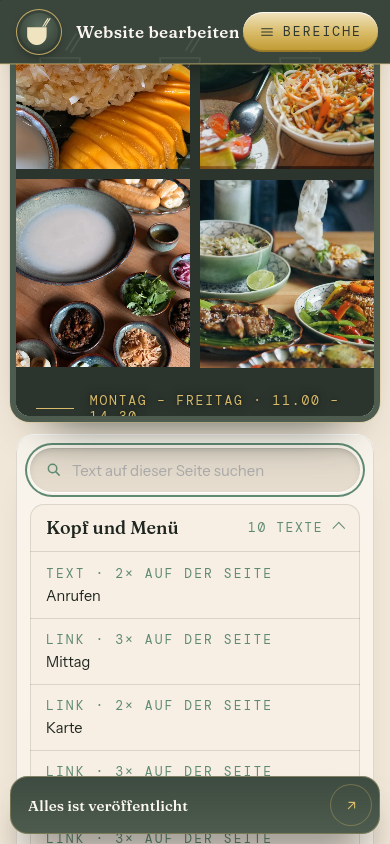 Website bearbeiten
BEREICHE
MONTAG – FREITAG · 11.00 –
14.30
Text auf dieser Seite suchen
Kopf und Menü
10 TEXTE
TEXT · 2× AUF DER SEITE
Anrufen
LINK · 3× AUF DER SEITE
Mittag
LINK · 2× AUF DER SEITE
Karte
LINK · 3× AUF DER SEITE
Alles ist veröffentlicht
LINK · 3× AUF DER SEITE